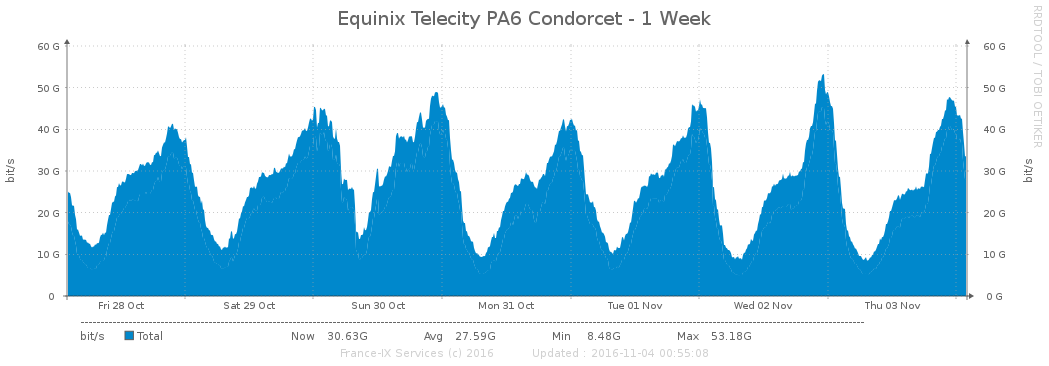 Equinix Telecity PA6 Condorcet - 1 Week
RRDTOOL / TOBI OETIKER
bit/s
60 G
50 G
40 G
30 G
20 G
10 G
0
60 G
50 G
40 G
30 G
20 G
10 G
0 G
bit/s
Fri 28 Oct Sat 29 Oct Sun 30 Oct Mon 31 Oct Tue 01 Nov Wed 02 Nov Thu 03 Nov
bit/s Total Now 30.63G Avg 27.59G Min 8.48G Max 53.18G
France-IX Services (c) 2016 Updated : 2016-11-04 00:55:08